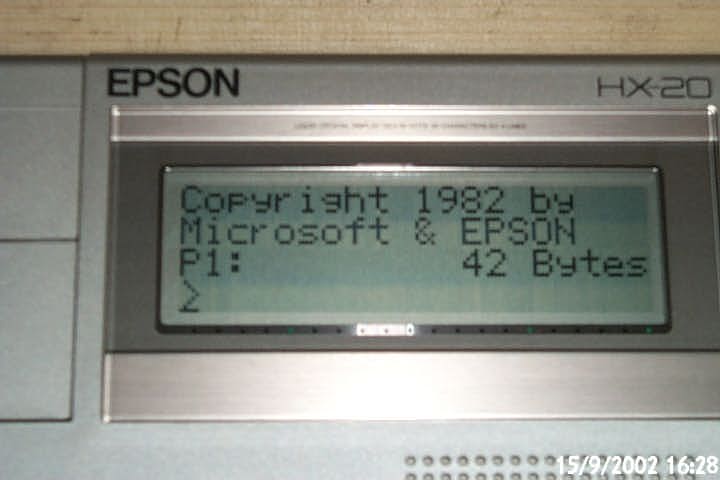 EPSON
HX-20
Copyright 1982 by
Microsoft & EPSON
P1: 42 Bytes
>
15/9/2002 16:28